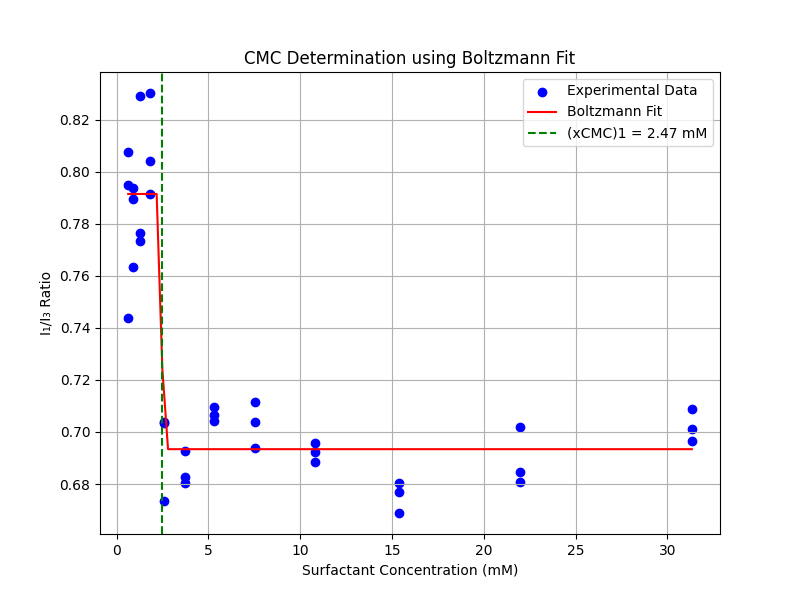 CMC Determination using Boltzmann Fit
Experimental Data
Boltzmann Fit
(xCMC)1 = 2.47 mM
I₁/I₃ Ratio
0.82
0.80
0.78
0.76
0.74
0.72
0.70
0.68
0 5 10 15 20 25 30
Surfactant Concentration (mM)